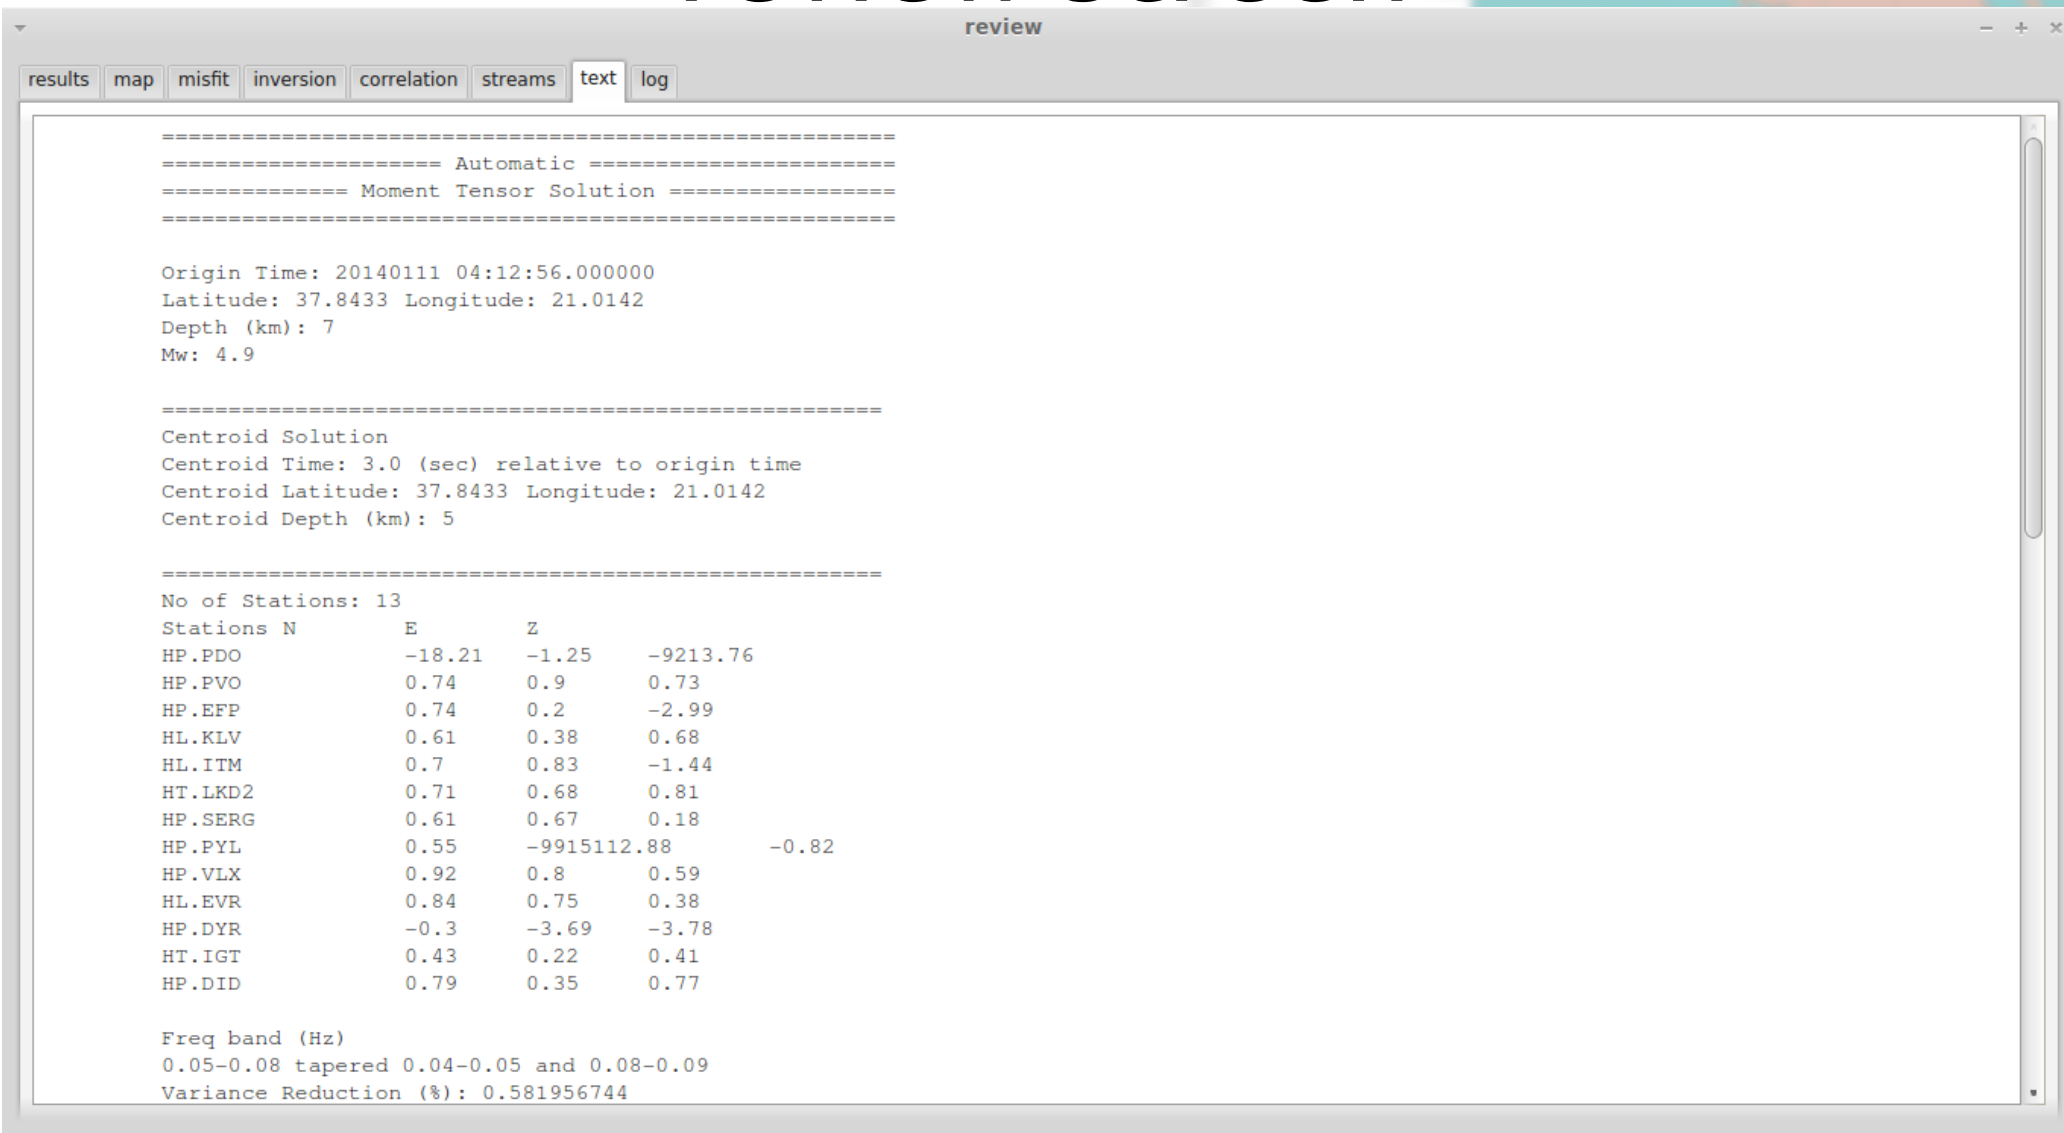 review
results map misfit inversion correlation streams text log
=======================================================
===================== Automatic =======================
============== Moment Tensor Solution =================
=======================================================
Origin Time: 20140111 04:12:56.000000
Latitude: 37.8433 Longitude: 21.0142
Depth (km): 7
Mw: 4.9
======================================================
Centroid Solution
Centroid Time: 3.0 (sec) relative to origin time
Centroid Latitude: 37.8433 Longitude: 21.0142
Centroid Depth (km): 5
======================================================
No of Stations: 13
Stations N E Z
HP.PDO -18.21 -1.25 -9213.76
HP.PVO 0.74 0.9 0.73
HP.EFP 0.74 0.2 -2.99
HL.KLV 0.61 0.38 0.68
HL.ITM 0.7 0.83 -1.44
HT.LKD2 0.71 0.68 0.81
HP.SERG 0.61 0.67 0.18
HP.PYL 0.55 -9915112.88 -0.82
HP.VLX 0.92 0.8 0.59
HL.EVR 0.84 0.75 0.38
HP.DYR -0.3 -3.69 -3.78
HT.IGT 0.43 0.22 0.41
HP.DID 0.79 0.35 0.77
Freq band (Hz)
0.05-0.08 tapered 0.04-0.05 and 0.08-0.09
Variance Reduction (%): 0.581956744